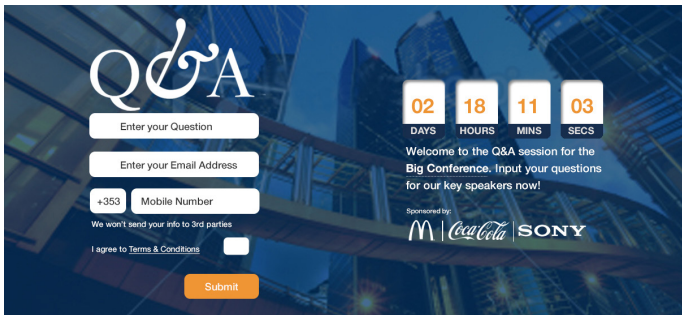 Q&A
Enter your Question
Enter your Email Address
+353 Mobile Number
We won't send your info to 3rd parties
I agree to Terms & Conditions
Submit
02 18 11 03
DAYS HOURS MINS SECS
Welcome to the Q&A session for the
Big Conference. Input your questions
for our key speakers now!
Sponsored by:
M Coca-Cola SONY